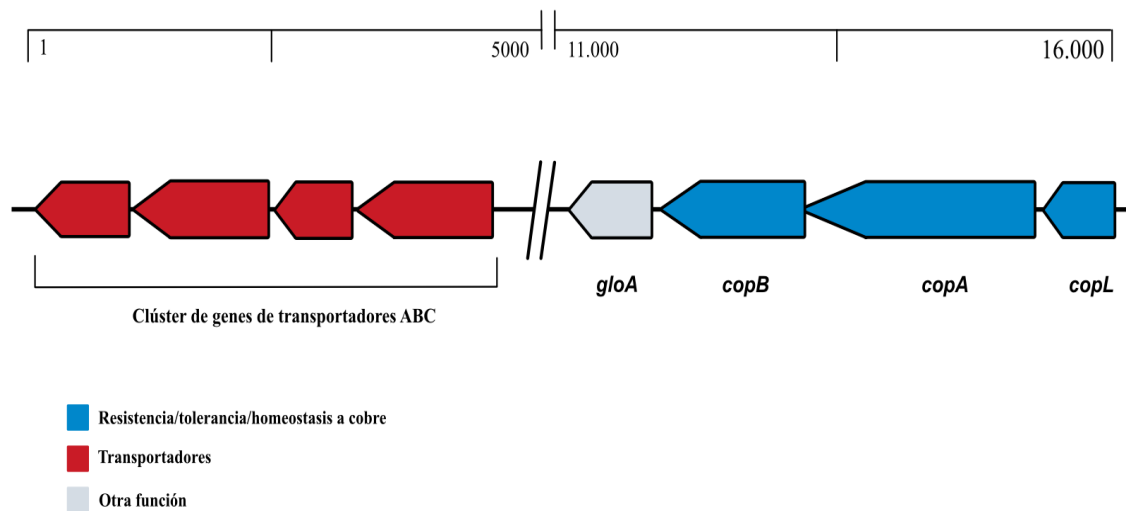 1
5000
11.000
16.000
gloA
copB
copA
copL
Clúster de genes de transportadores ABC
Resistencia/tolerancia/homeostasis a cobre
Transportadores
Otra función